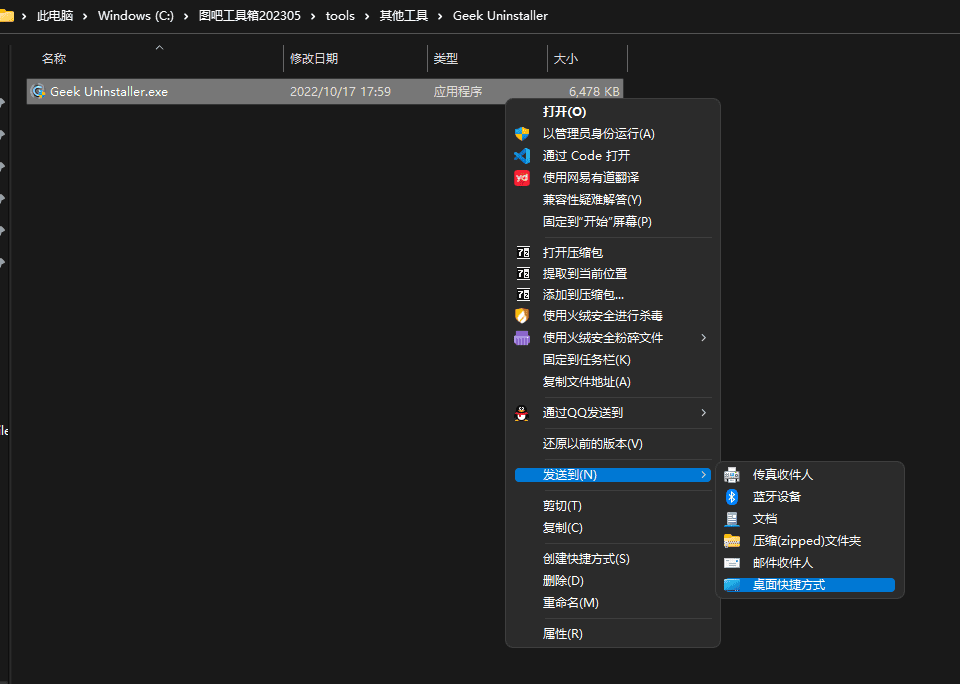 此电脑 › Windows (C:) › 图吧工具箱202305 › tools › 其他工具 › Geek Uninstaller
名称 修改日期 类型 大小
Geek Uninstaller.exe 2022/10/17 17:59 应用程序 6,478 KB
打开(O)
以管理员身份运行(A)
通过 Code 打开
yd 使用网易有道翻译
兼容性疑难解答(Y)
固定到"开始"屏幕(P)
打开压缩包
提取到当前位置
添加到压缩包...
使用火绒安全进行杀毒
使用火绒安全粉碎文件
固定到任务栏(K)
复制文件地址(A)
通过QQ发送到
还原以前的版本(V)
发送到(N)
剪切(T)
复制(C)
创建快捷方式(S)
删除(D)
重命名(M)
属性(R)
传真收件人
蓝牙设备
文档
压缩(zipped)文件夹
邮件收件人
桌面快捷方式